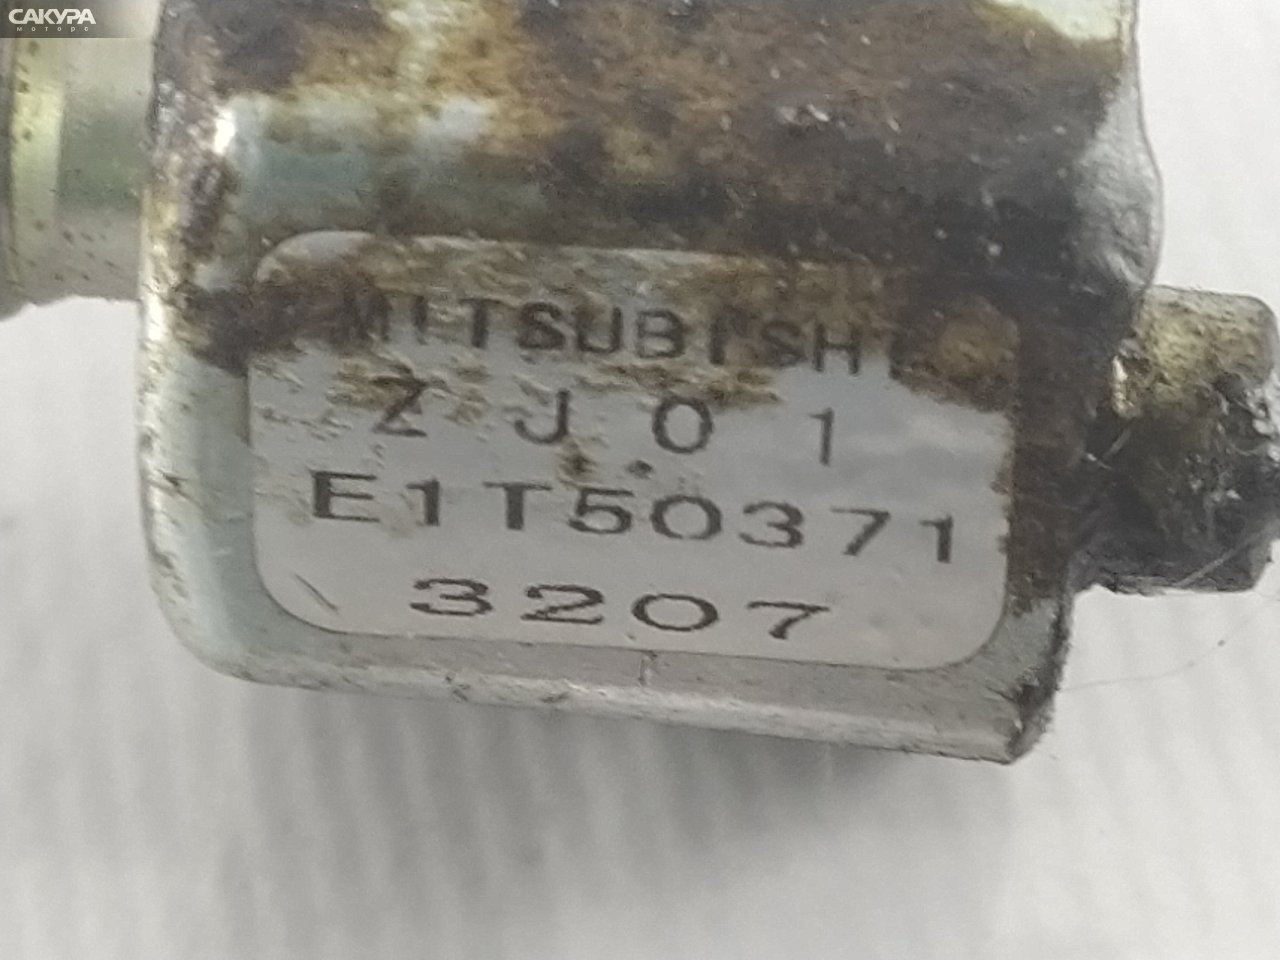 САКУРА
моторс
MITSUBISHI
ZJ01
E1T50371
3207